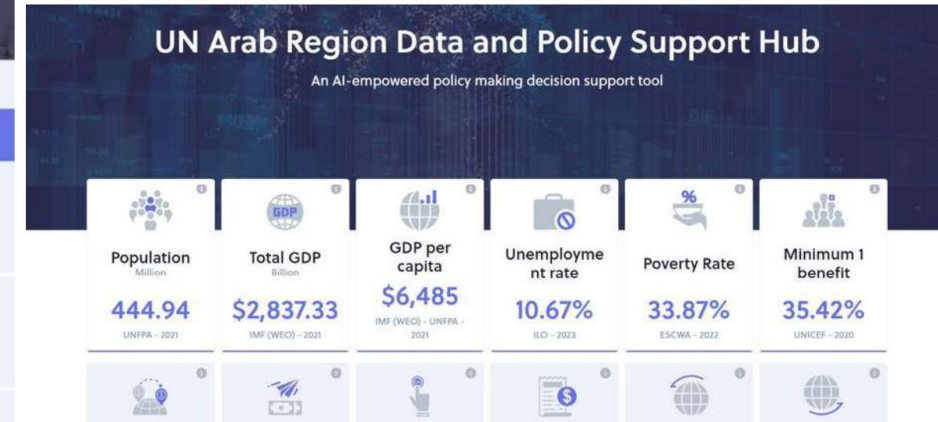 UN Arab Region Data and Policy Support Hub
An AI-empowered policy making decision support tool
Population
Million
444.94
UNFPA - 2021
GDP
Total GDP
Billion
$2,837.33
IMF (WEO) - 2021
GDP per
capita
$6,485
IMF (WEO) - UNFPA -
2021
Unemployme
nt rate
10.67%
ILO - 2023
%
Poverty Rate
33.87%
ESCWA - 2022
Minimum 1
benefit
35.42%
UNICEF - 2020
$